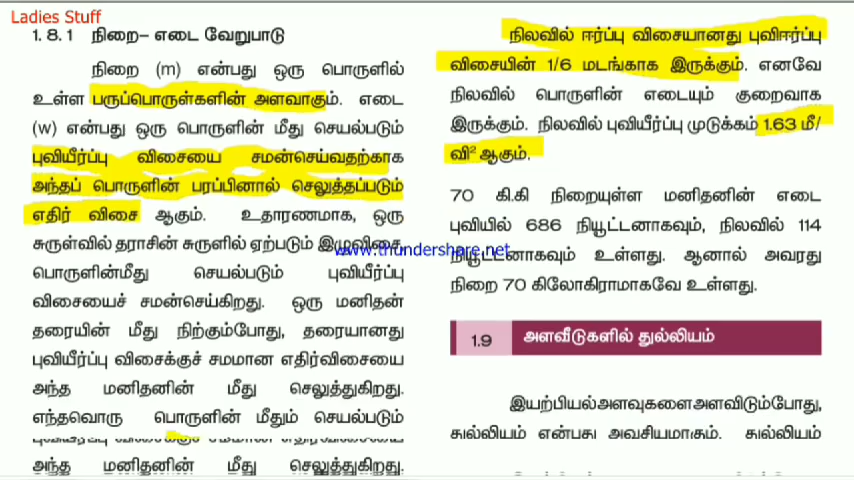 Ladies Stuff
1. 8. 1 நிறை– எடை வேறுபாடு
நிறை (m) என்பது ஒரு பொருளில்
உள்ள பருப்பொருள்களின் அளவாகும். எடை
(w) என்பது ஒரு பொருளின் மீது செயல்படும்
புவியீர்ப்பு விசையை சமன்செய்வதற்காக
அந்தப் பொருளின் பரப்பினால் செலுத்தப்படும்
எதிர் விசை ஆகும். உதாரணமாக, ஒரு
சுருள்வில் தராசின் சுருளில் ஏற்படும் இழுவிசை,
பொருளின்மீது செயல்படும் புவியீர்ப்பு
விசையைச் சமன்செய்கிறது. ஒரு மனிதன்
தரையின் மீது நிற்கும்போது, தரையானது
புவியீர்ப்பு விசைக்குச் சமமான எதிர்விசையை
அந்த மனிதனின் மீது செலுத்துகிறது.
எந்தவொரு பொருளின் மீதும் செயல்படும்
புவியீர்ப்பு விசைக்குச் சமமான எதிர்விசையை
அந்த மனிதனின் மீது செலுத்துகிறது.
நிலவில் ஈர்ப்பு விசையானது புவிஈர்ப்பு
விசையின் 1/6 மடங்காக இருக்கும். எனவே
நிலவில் பொருளின் எடையும் குறைவாக
இருக்கும். நிலவில் புவியீர்ப்பு முடுக்கம் 1.63 மீ/
வி² ஆகும்.
70 கி.கி நிறையுள்ள மனிதனின் எடை
புவியில் 686 நியூட்டனாகவும், நிலவில் 114
www.thundershare.net
நியூட்டனாகவும் உள்ளது. ஆனால் அவரது
நிறை 70 கிலோகிராமாகவே உள்ளது.
1.9 அளவீடுகளில் துல்லியம்
இயற்பியல்அளவுகளைஅளவிடும்போது,
துல்லியம் என்பது அவசியமாகும். துல்லியம்